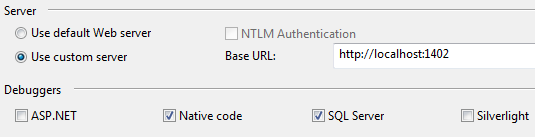 Server
Use default Web server
NTLM Authentication
Use custom server
Base URL:
http://localhost:1402
Debuggers
ASP.NET
Native code
SQL Server
Silverlight